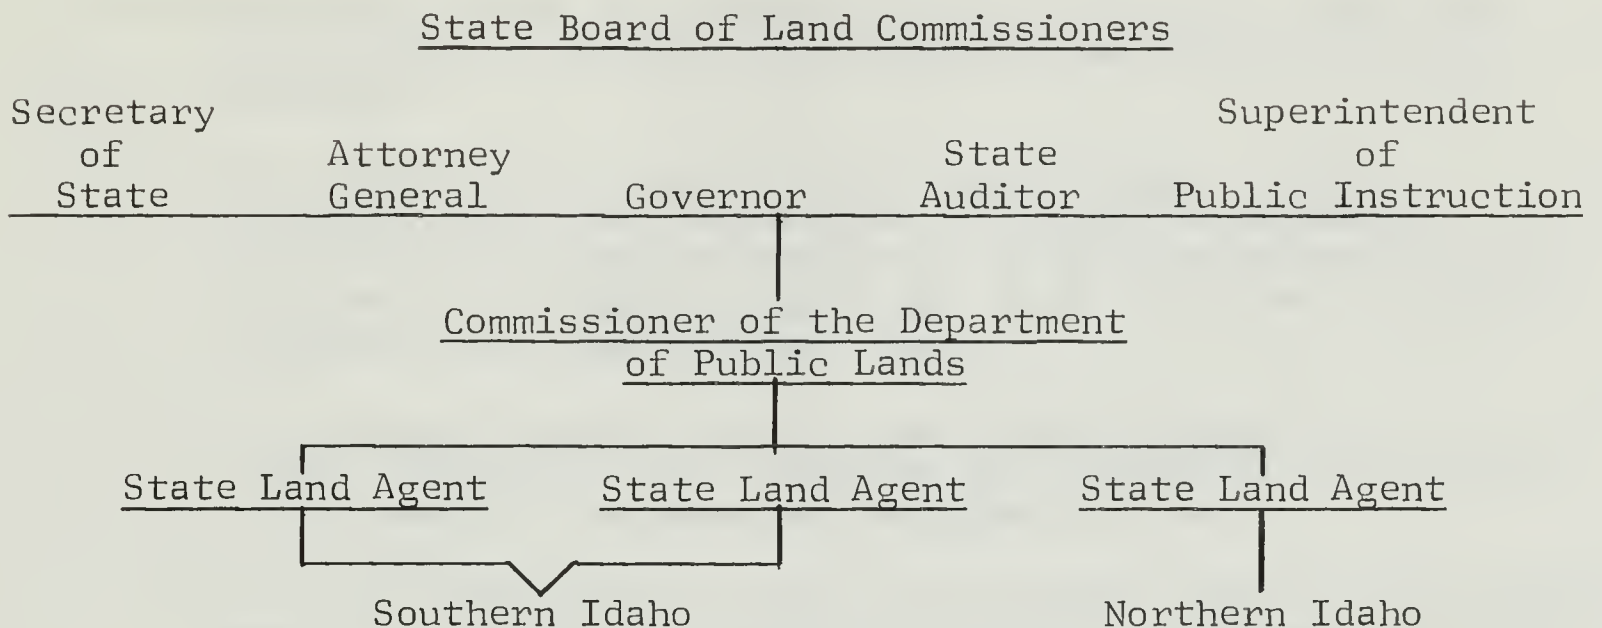 State Board of Land Commissioners
Secretary
of
State
Attorney
General
Governor
State
Auditor
Superintendent
of
Public Instruction
Commissioner of the Department
of Public Lands
State Land Agent
State Land Agent
State Land Agent
Southern Idaho
Northern Idaho